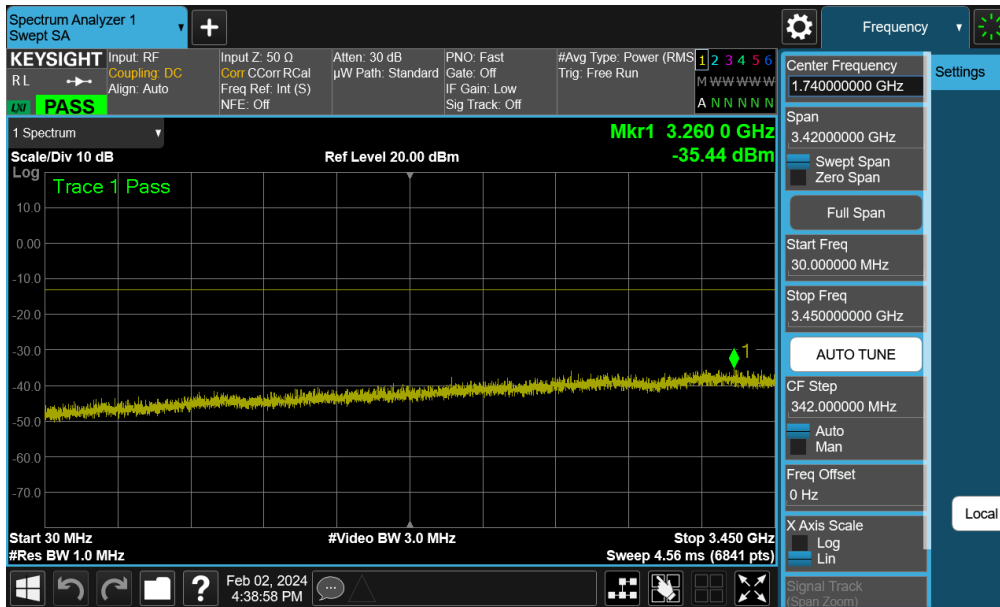 Spectrum Analyzer 1
Swept SA
+
Frequency
KEYSIGHT
R L
LXI PASS
Input: RF
Coupling: DC
Align: Auto
Input Z: 50 Ω
Corr CCorr RCal
Freq Ref: Int (S)
NFE: Off
Atten: 30 dB
µW Path: Standard
PNO: Fast
Gate: Off
IF Gain: Low
Sig Track: Off
#Avg Type: Power (RMS
Trig: Free Run
1 2 3 4 5 6
M W W W W W
A N N N N N
1 Spectrum
Scale/Div 10 dB
Ref Level 20.00 dBm
Mkr1 3.260 0 GHz
-35.44 dBm
Log
Trace 1 Pass
10.0
0.00
-10.0
-20.0
-30.0
1
-40.0
-50.0
-60.0
-70.0
Start 30 MHz
#Video BW 3.0 MHz
Stop 3.450 GHz
#Res BW 1.0 MHz
Sweep 4.56 ms (6841 pts)
?
Feb 02, 2024
4:38:58 PM
Center Frequency
1.740000000 GHz
Span
3.42000000 GHz
Swept Span
Zero Span
Full Span
Start Freq
30.000000 MHz
Stop Freq
3.450000000 GHz
AUTO TUNE
CF Step
342.000000 MHz
Auto
Man
Freq Offset
0 Hz
X Axis Scale
Log
Lin
Signal Track
(Span Zoom)
Settings
Local